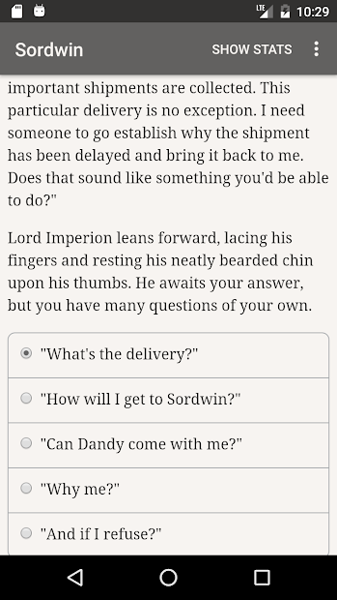 LTE 10:29
Sordwin SHOW STATS
important shipments are collected. This
particular delivery is no exception. I need
someone to go establish why the shipment
has been delayed and bring it back to me.
Does that sound like something you'd be able
to do?"
Lord Imperion leans forward, lacing his
fingers and resting his neatly bearded chin
upon his thumbs. He awaits your answer,
but you have many questions of your own.
"What's the delivery?"
"How will I get to Sordwin?"
"Can Dandy come with me?"
"Why me?"
"And if I refuse?"